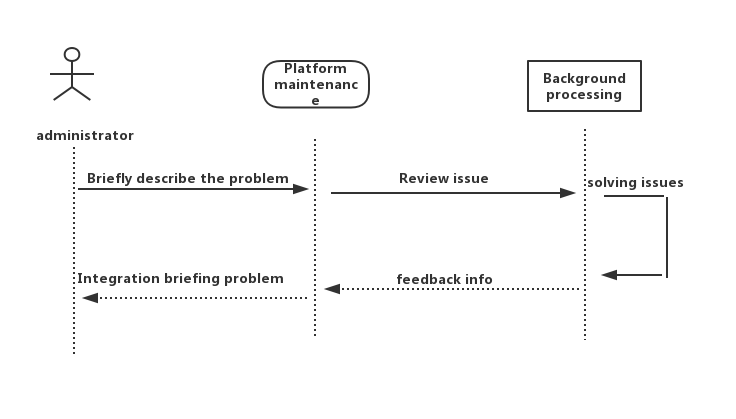 Platform
maintenanc
e
Background
processing
administrator
Briefly describe the problem
Review issue
solving issues
Integration briefing problem
feedback info